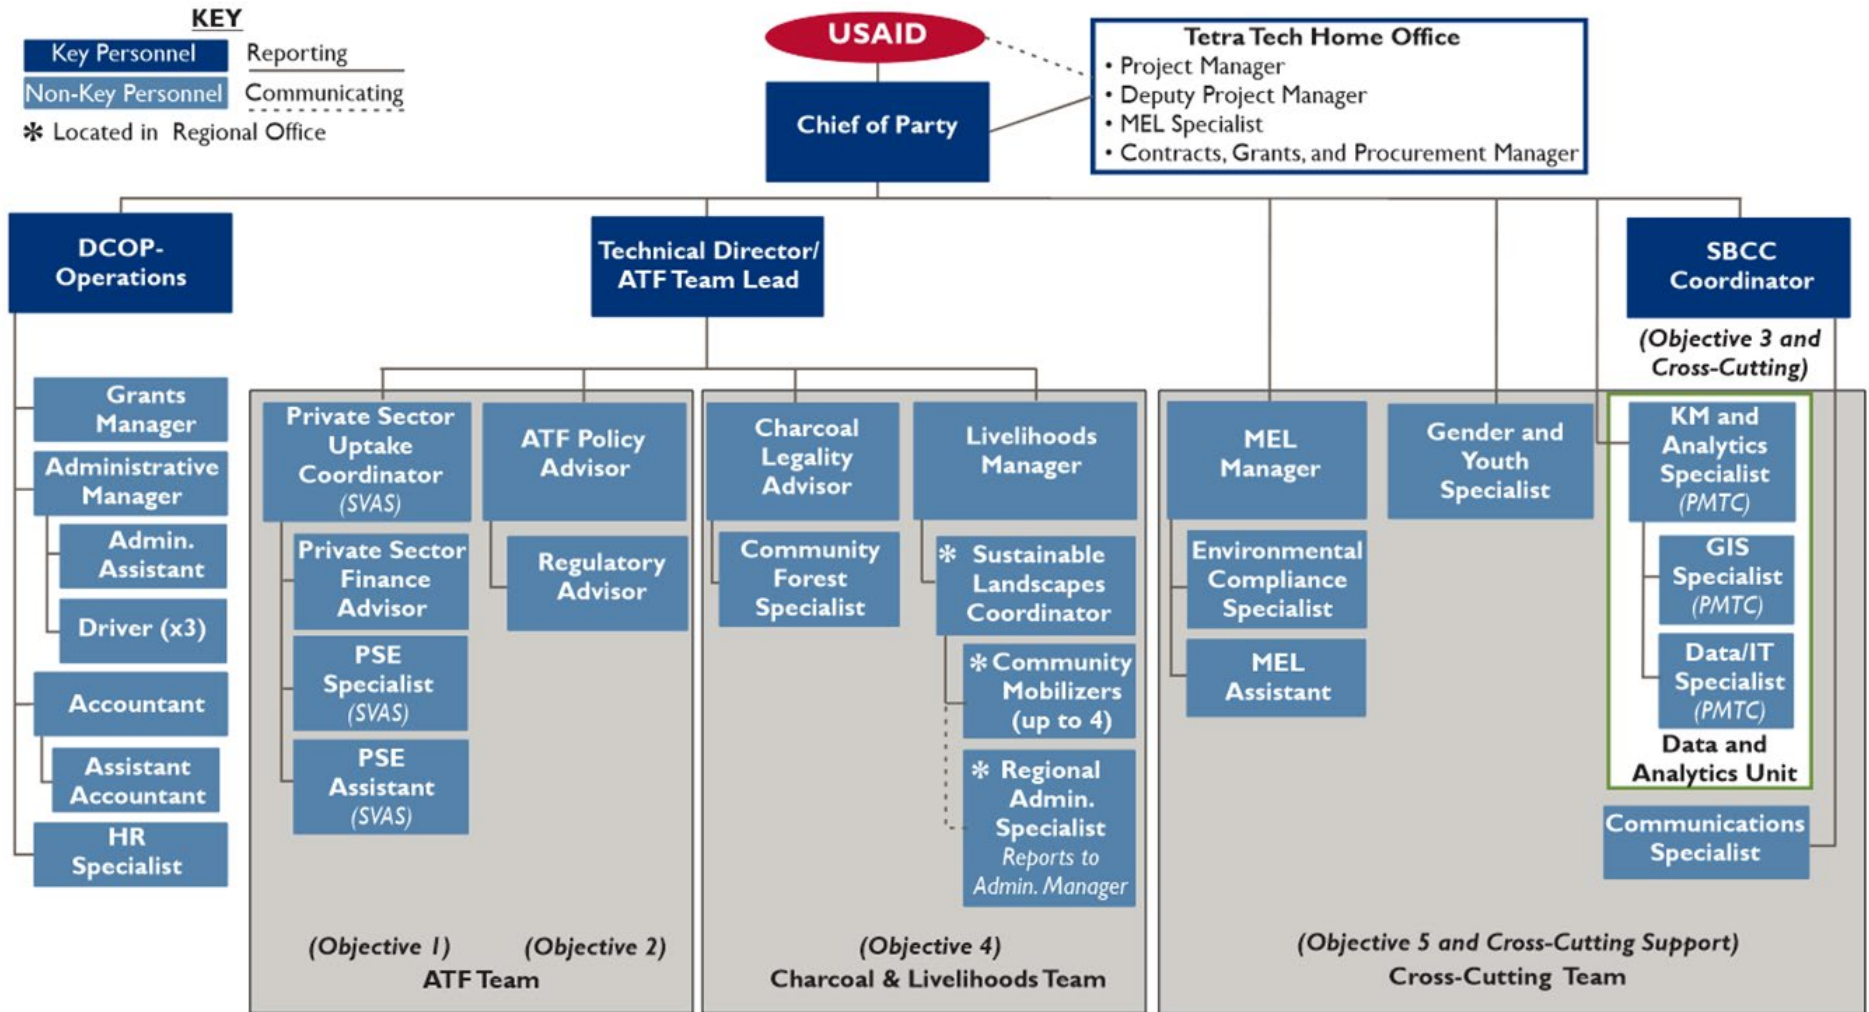 KEY
Key Personnel
Reporting
Non-Key Personnel
Communicating
* Located in Regional Office
USAID
Chief of Party
Tetra Tech Home Office
• Project Manager
• Deputy Project Manager
• MEL Specialist
• Contracts, Grants, and Procurement Manager
DCOP-
Operations
Technical Director/
ATF Team Lead
SBCC
Coordinator
(Objective 3 and
Cross-Cutting)
Grants
Manager
Administrative
Manager
Admin.
Assistant
Driver (x3)
Accountant
Assistant
Accountant
HR
Specialist
Private Sector
Uptake
Coordinator
(SVAS)
Private Sector
Finance
Advisor
PSE
Specialist
(SVAS)
PSE
Assistant
(SVAS)
ATF Policy
Advisor
Regulatory
Advisor
(Objective 1)
(Objective 2)
ATF Team
Charcoal
Legality
Advisor
Community
Forest
Specialist
Livelihoods
Manager
* Sustainable
Landscapes
Coordinator
* Community
Mobilizers
(up to 4)
* Regional
Admin.
Specialist
Reports to
Admin. Manager
(Objective 4)
Charcoal & Livelihoods Team
MEL
Manager
Environmental
Compliance
Specialist
MEL
Assistant
Gender and
Youth
Specialist
KM and
Analytics
Specialist
(PMTC)
GIS
Specialist
(PMTC)
Data/IT
Specialist
(PMTC)
Data and
Analytics Unit
Communications
Specialist
(Objective 5 and Cross-Cutting Support)
Cross-Cutting Team